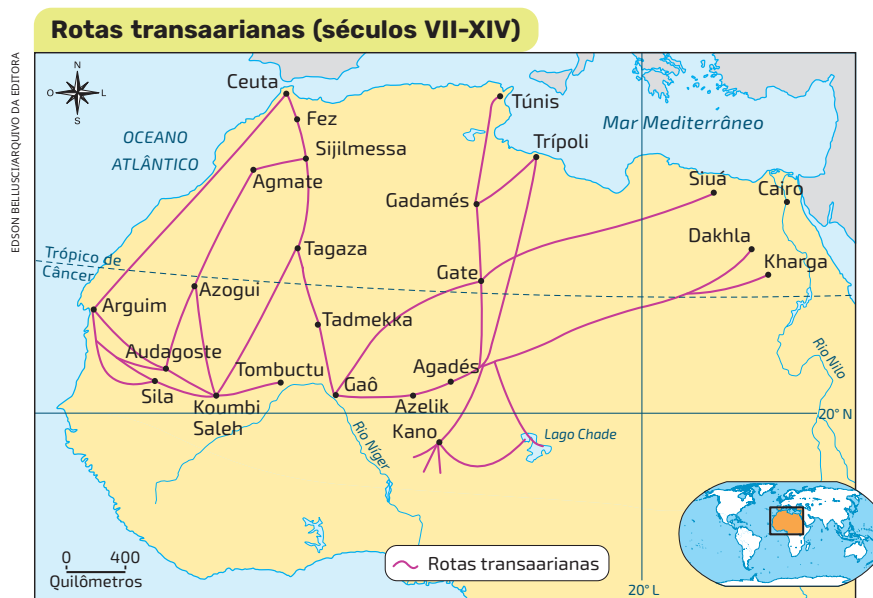 Rotas transaarianas (séculos VII-XIV)
EDSON BELLUSCI/ARQUIVO DA EDITORA
N
O
L
S
OCEANO
ATLÂNTICO
Ceuta
Fez
Sijilmessa
Agmate
Túnis
Trípoli
Mar Mediterrâneo
Gadamés
Siuá
Cairo
Dakhla
Kharga
Tagaza
Gate
Trópico de
Câncer
Azogui
Arguim
Tadmekka
Audagoste
Tombuctu
Agadés
Sila
Koumbi
Saleh
Gaô
Azelik
Rio Nilo
20° N
Kano
Lago Chade
Rio Níger
0
400
Quilômetros
Rotas transaarianas
20° L